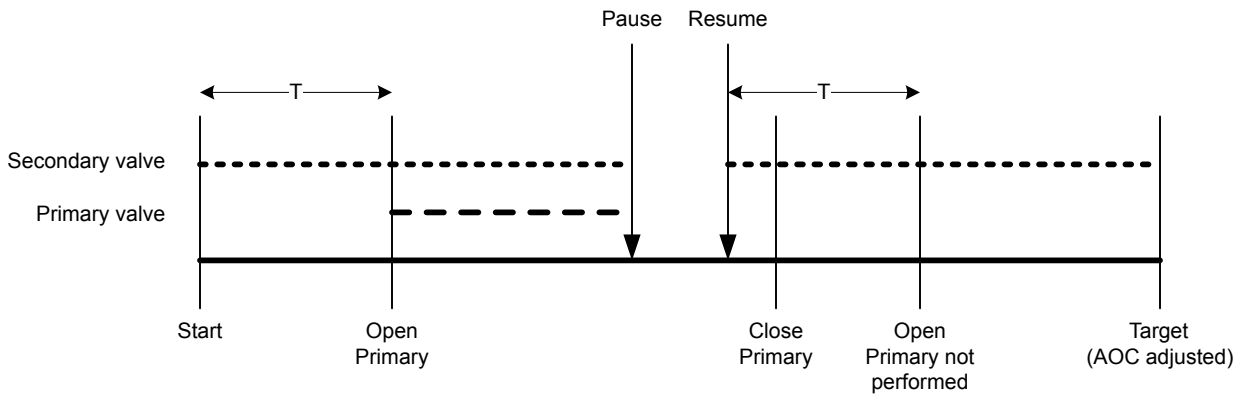 Pause
Resume
T
T
Secondary valve
Primary valve
Start
Open
Primary
Close
Primary
Open
Primary not
performed
Target
(AOC adjusted)